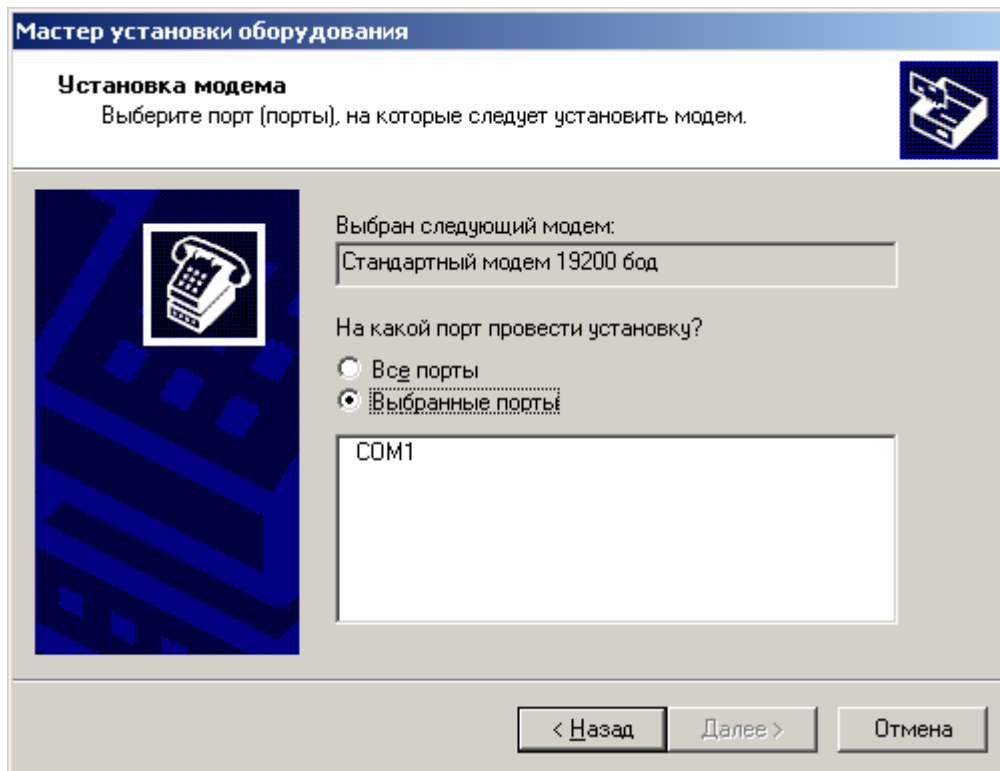 Мастер установки оборудования
Установка модема
Выберите порт (порты), на которые следует установить модем.
Выбран следующий модем:
Стандартный модем 19200 бод
На какой порт провести установку?
Все порты
Выбранные порты
COM1
< Назад
Далее >
Отмена